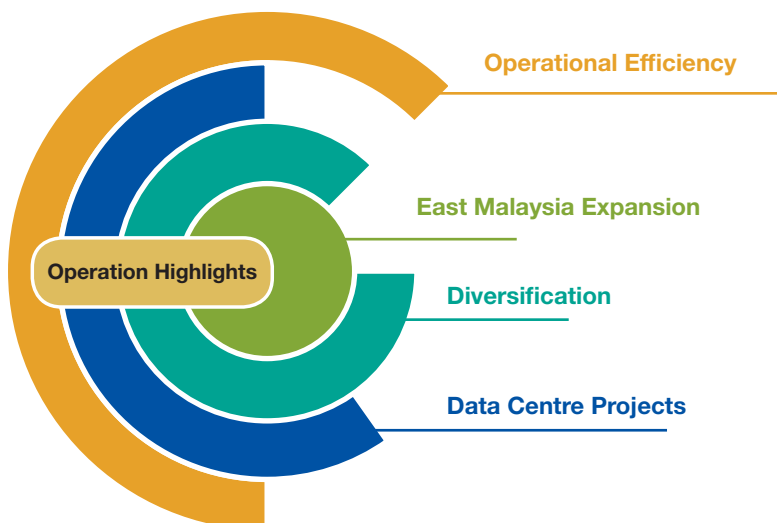 Operational Efficiency
East Malaysia Expansion
Operation Highlights
Diversification
Data Centre Projects